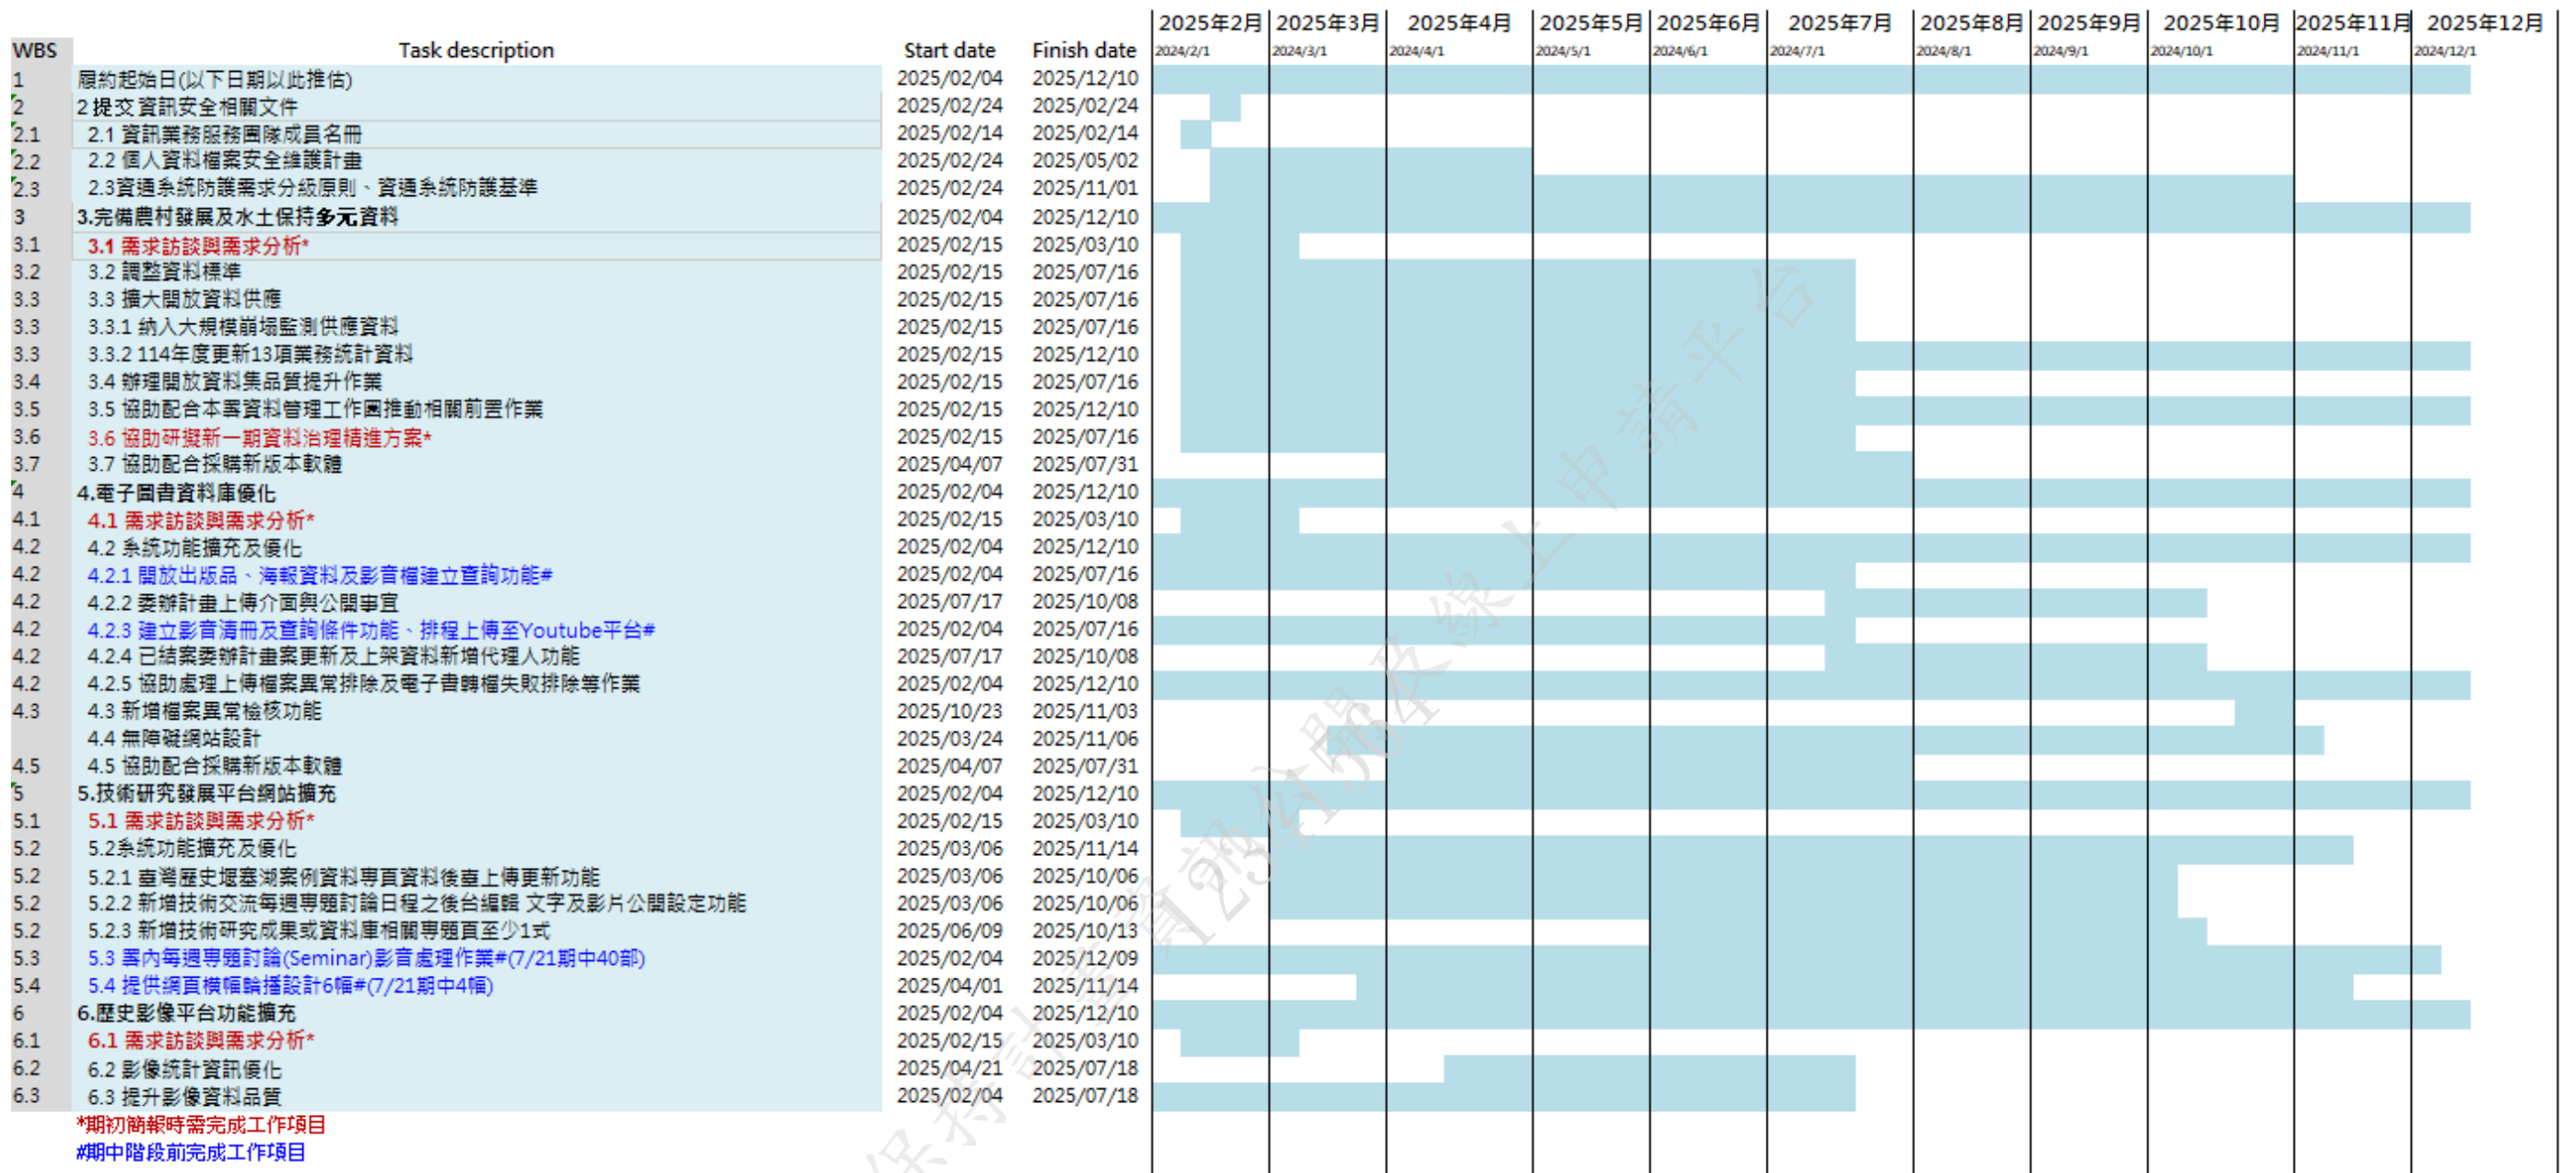 2025年2月 2025年3月 2025年4月 2025年5月 2025年6月 2025年7月 2025年8月 2025年9月 2025年10月 2025年11月 2025年12月
WBS Task description Start date Finish date 2024/2/1 2024/3/1 2024/4/1 2024/5/1 2024/6/1 2024/7/1 2024/8/1 2024/9/1 2024/10/1 2024/11/1 2024/12/1
1 履約起始日(以下日期以此推估) 2025/02/04 2025/12/10
2 2 提交資訊安全相關文件 2025/02/24 2025/02/24
2.1 2.1 資訊業務服務團隊成員名冊 2025/02/14 2025/02/14
2.2 2.2 個人資料檔案安全維護計畫 2025/02/24 2025/05/02
2.3 2.3資通系統防護需求分級原則、資通系統防護基準 2025/02/24 2025/11/01
3 3.完備農村發展及水土保持多元資料 2025/02/04 2025/12/10
3.1 3.1 需求訪談與需求分析* 2025/02/15 2025/03/10
3.2 3.2 調整資料標準 2025/02/15 2025/07/16
3.3 3.3 擴大開放資料供應 2025/02/15 2025/07/16
3.3 3.3.1 納入大規模崩塌監測供應資料 2025/02/15 2025/07/16
3.3 3.3.2 114年度更新13項業務統計資料 2025/02/15 2025/12/10
3.4 3.4 辦理開放資料集品質提升作業 2025/02/15 2025/07/16
3.5 3.5 協助配合本署資料管理工作圈推動相關前置作業 2025/02/15 2025/12/10
3.6 3.6 協助研擬新一期資料治理精進方案* 2025/02/15 2025/07/16
3.7 3.7 協助配合採購新版本軟體 2025/04/07 2025/07/31
4 4.電子圖書資料庫優化 2025/02/04 2025/12/10
4.1 4.1 需求訪談與需求分析* 2025/02/15 2025/03/10
4.2 4.2 系統功能擴充及優化 2025/02/04 2025/12/10
4.2 4.2.1 開放出版品、海報資料及影音檔建立查詢功能# 2025/02/04 2025/07/16
4.2 4.2.2 委辦計畫上傳介面與公開事宜 2025/07/17 2025/10/08
4.2 4.2.3 建立影音清冊及查詢條件功能、排程上傳至Youtube平台# 2025/02/04 2025/07/16
4.2 4.2.4 已結案委辦計畫案更新及上架資料新增代理人功能 2025/07/17 2025/10/08
4.2 4.2.5 協助處理上傳檔案異常排除及電子書轉檔失敗排除等作業 2025/02/04 2025/12/10
4.3 4.3 新增檔案異常檢核功能 2025/10/23 2025/11/03
4.4 無障礙網站設計 2025/03/24 2025/11/06
4.5 4.5 協助配合採購新版本軟體 2025/04/07 2025/07/31
5 5.技術研究發展平台網站擴充 2025/02/04 2025/12/10
5.1 5.1 需求訪談與需求分析* 2025/02/15 2025/03/10
5.2 5.2系統功能擴充及優化 2025/03/06 2025/11/14
5.2 5.2.1 臺灣歷史堰塞湖案例資料專頁資料後臺上傳更新功能 2025/03/06 2025/10/06
5.2 5.2.2 新增技術交流每週專題討論日程之後台編輯 文字及影片公開設定功能 2025/03/06 2025/10/06
5.2 5.2.3 新增技術研究成果或資料庫相關專題頁至少1式 2025/06/09 2025/10/13
5.3 5.3 署內每週專題討論(Seminar)影音處理作業#(7/21期中40部) 2025/02/04 2025/12/09
5.4 5.4 提供網頁橫幅輪播設計6幅#(7/21期中4幅) 2025/04/01 2025/11/14
6 6.歷史影像平台功能擴充 2025/02/04 2025/12/10
6.1 6.1 需求訪談與需求分析* 2025/02/15 2025/03/10
6.2 6.2 影像統計資訊優化 2025/04/21 2025/07/18
6.3 6.3 提升影像資料品質 2025/02/04 2025/07/18
*期初簡報時需完成工作項目
#期中階段前完成工作項目